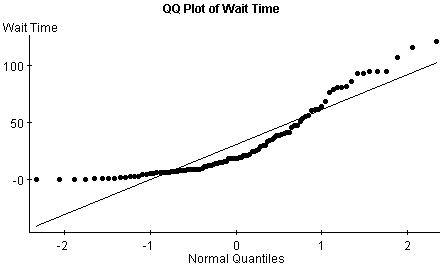 QQ Plot of Wait Time
Wait Time
100
50
-0
-2 -1 0 1 2
Normal Quantiles